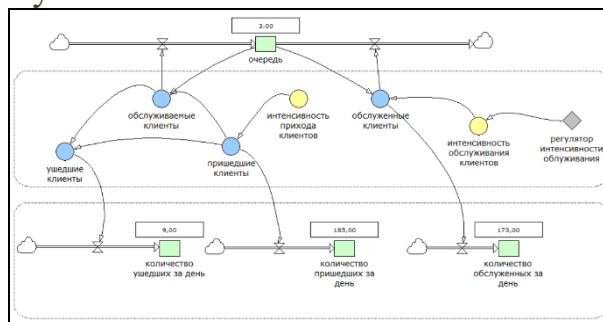 3,00
очередь
обслуживаемые
клиенты
интенсивность
прихода
клиентов
обслуженные
клиенты
интенсивность
обслуживания
клиентов
регулятор
интенсивности
облуживания
ушедшие
клиенты
пришедшие
клиенты
9,00
185,00
173,00
количество
ушедших за день
количество
пришедших за
день
количество
обслуженных за
день